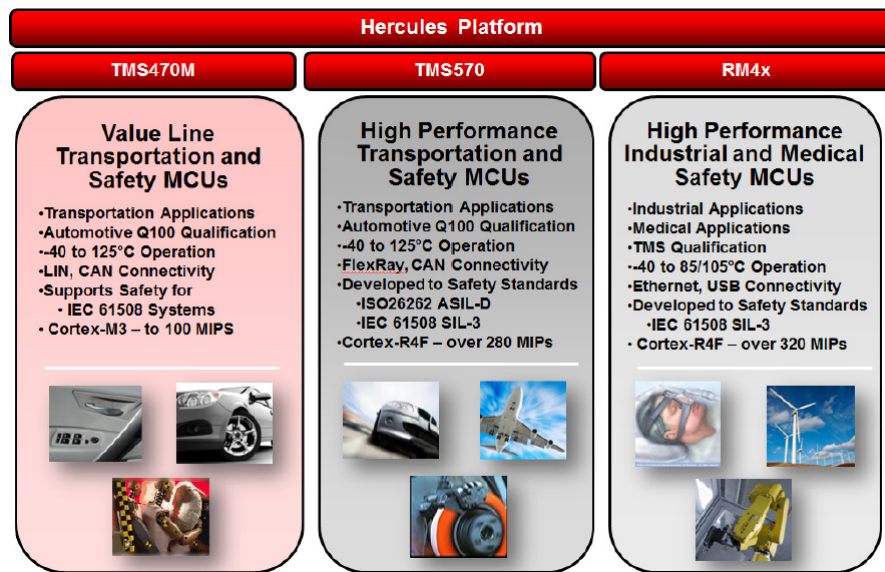 Hercules Platform
TMS470M
TMS570
RM4x
Value Line
Transportation and
Safety MCUs
•Transportation Applications
•Automotive Q100 Qualification
•-40 to 125°C Operation
•LIN, CAN Connectivity
•Supports Safety for
• IEC 61508 Systems
• Cortex-M3 – to 100 MIPS
High Performance
Transportation and
Safety MCUs
•Transportation Applications
•Automotive Q100 Qualification
•-40 to 125°C Operation
•FlexRay, CAN Connectivity
•Developed to Safety Standards
•ISO26262 ASIL-D
•IEC 61508 SIL-3
•Cortex-R4F – over 280 MIPs
High Performance
Industrial and Medical
Safety MCUs
•Industrial Applications
•Medical Applications
•TMS Qualification
•-40 to 85/105°C Operation
•Ethernet, USB Connectivity
•Developed to Safety Standards
•IEC 61508 SIL-3
• Cortex-R4F – over 320 MIPs